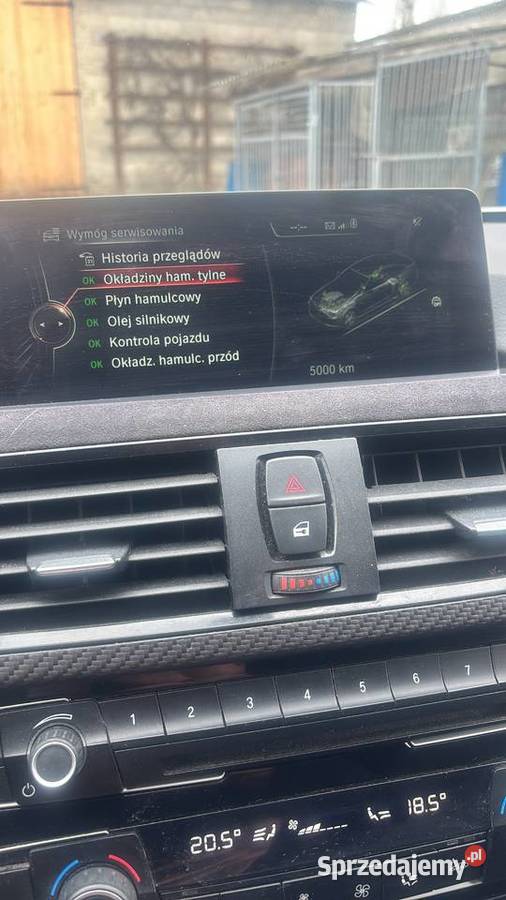 Wymóg serwisowania
--:--
Historia przeglądów
OK Okładziny ham. tylne
OK Płyn hamulcowy
OK Olej silnikowy
OK Kontrola pojazdu
OK Okładz. hamulc. przód
5000 km
1 2 3 4 5 6 7
20.5° 18.5°
Sprzedajemy.pl